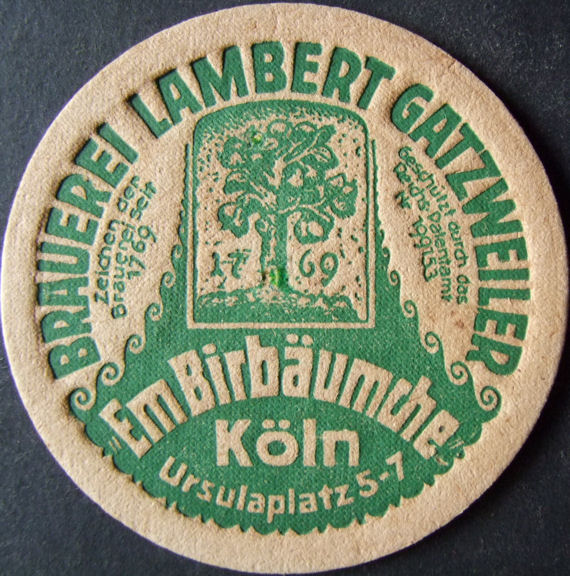 BRAUEREI LAMBERT GATZWEILER
Zeichen der
Brauerei seit
1769
Geschützt durch das
Reichs Patentamt
Nr 199153
17 69
Em Birbäumche
Köln
Ursulaplatz 5-7